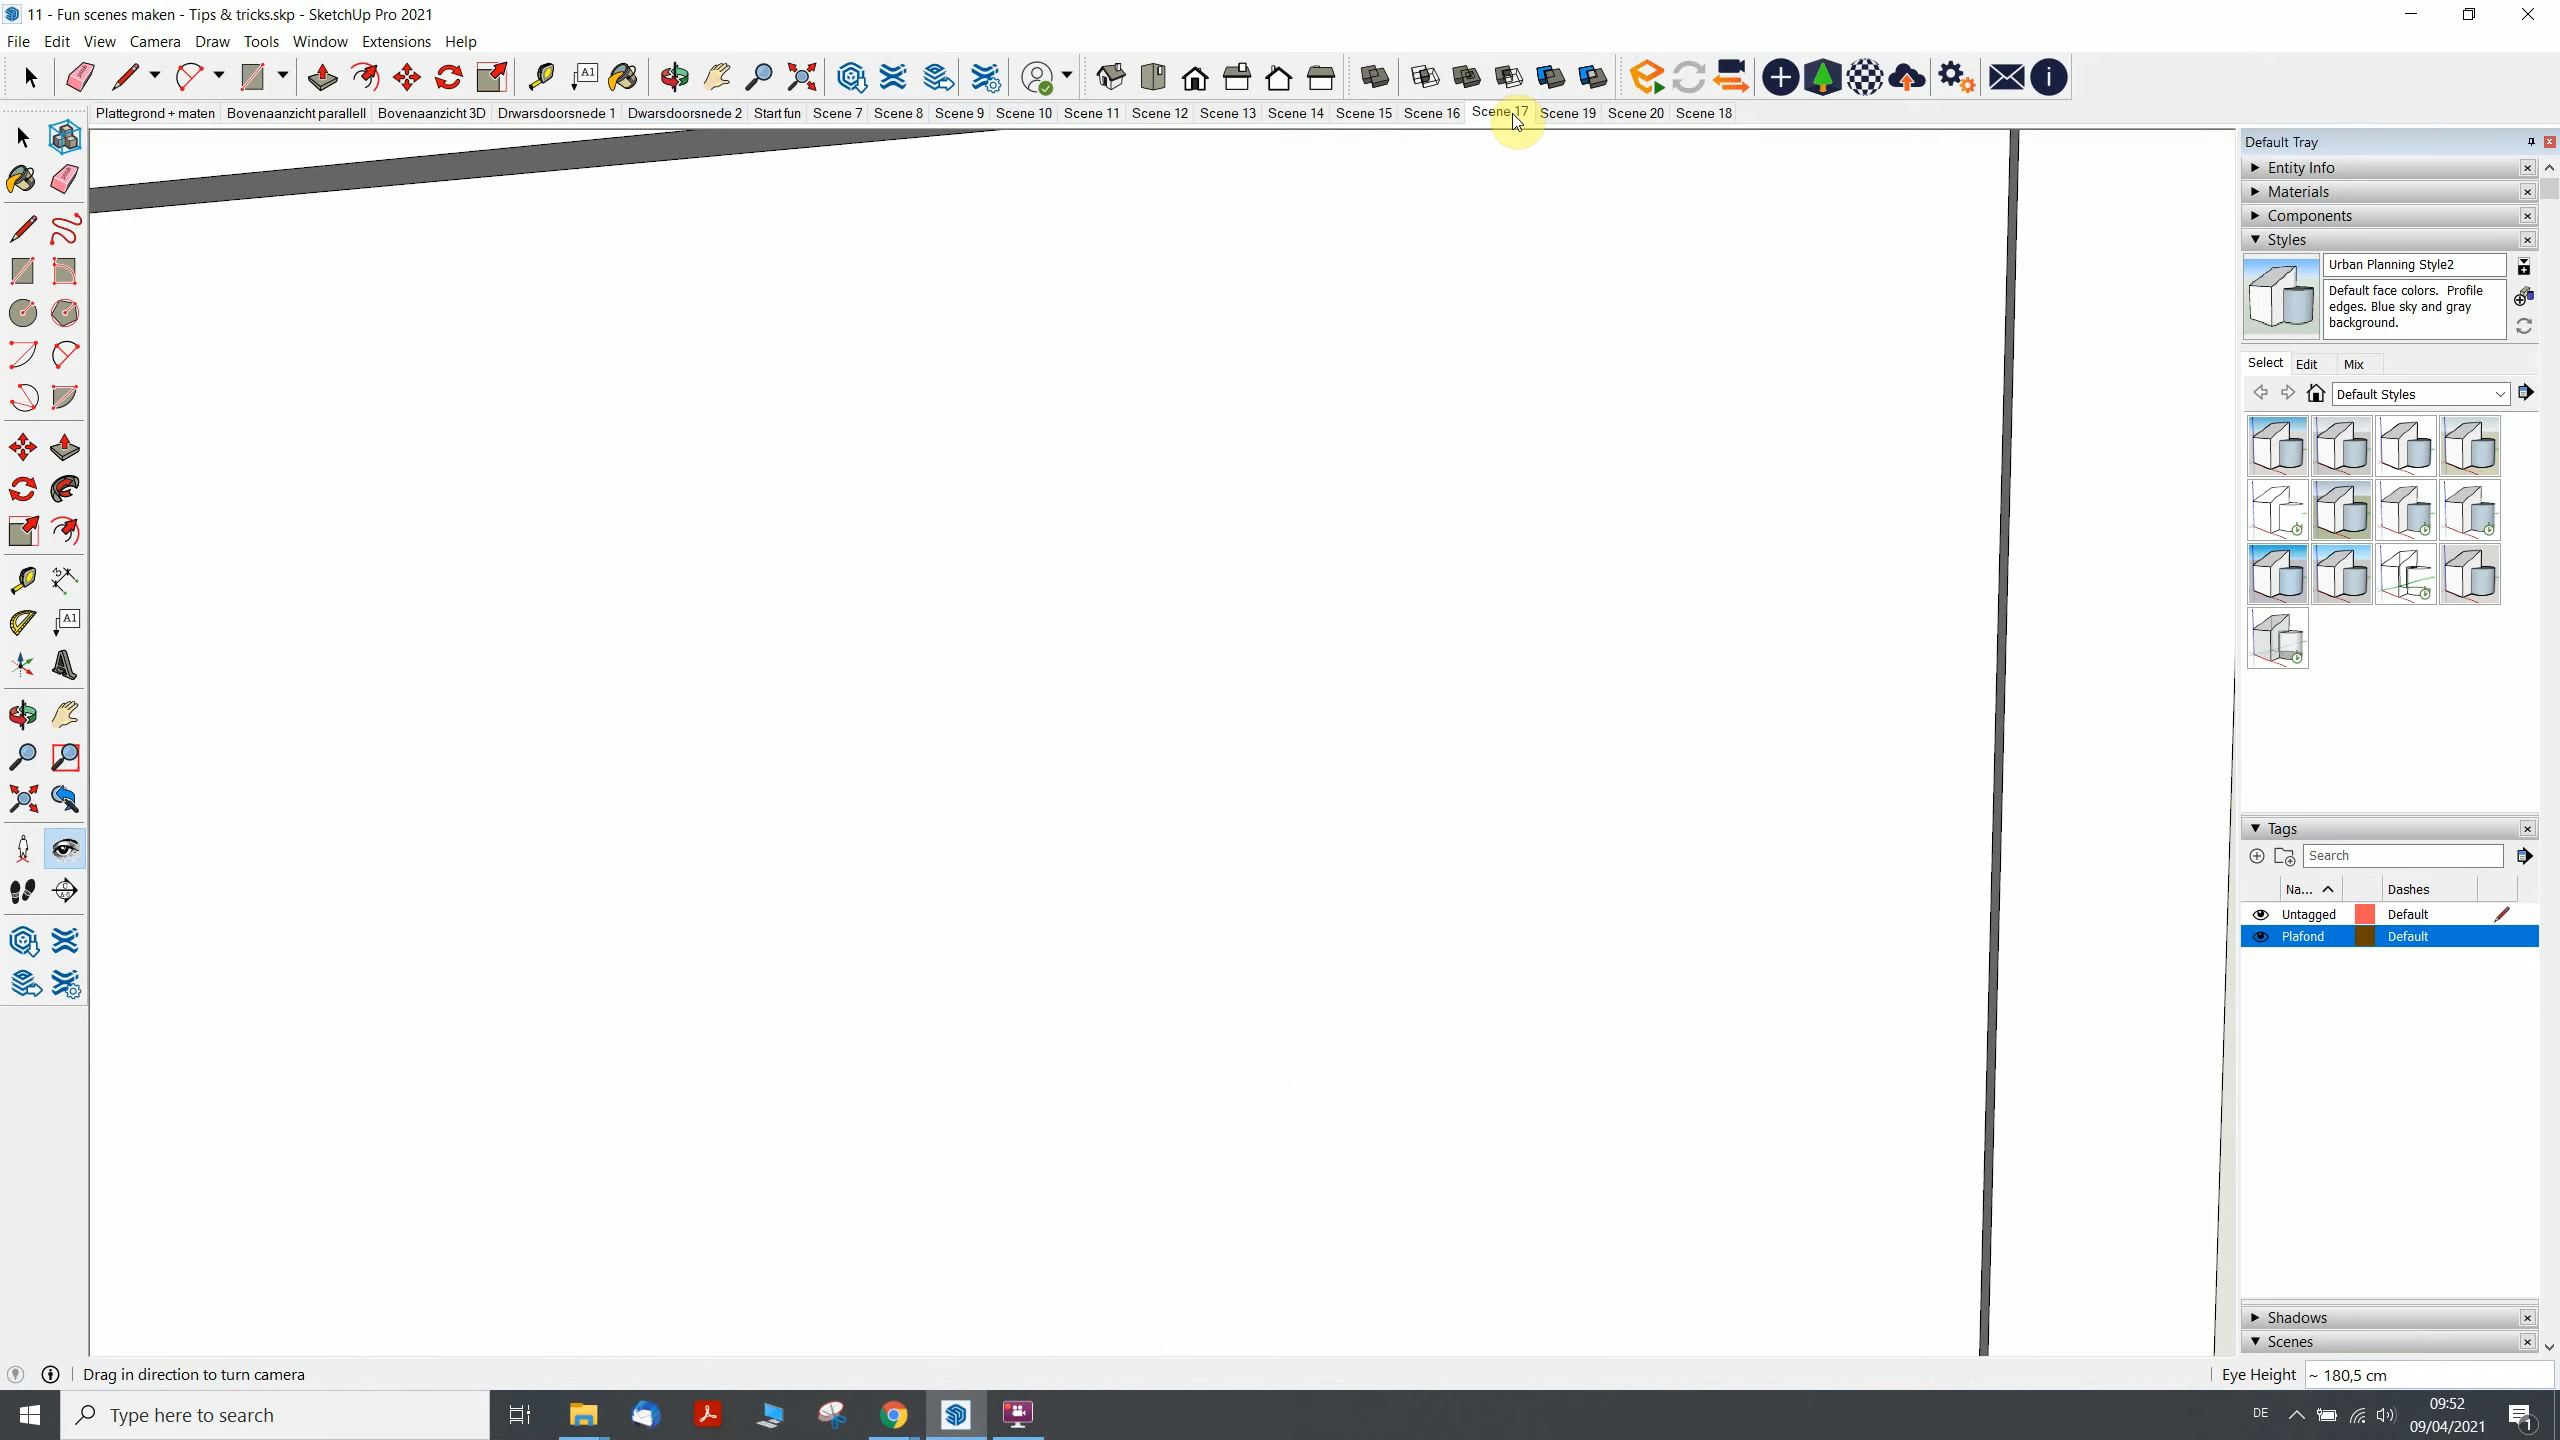 11 - Fun scenes maken - Tips & tricks.skp - SketchUp Pro 2021
File Edit View Camera Draw Tools Window Extensions Help
A1
Plattegrond + maten Bovenaanzicht parallell Bovenaanzicht 3D Drwarsdoorsnede 1 Dwarsdoorsnede 2 Start fun Scene 7 Scene 8 Scene 9 Scene 10 Scene 11 Scene 12 Scene 13 Scene 14 Scene 15 Scene 16 Scene 17 Scene 19 Scene 20 Scene 18
Default Tray
Entity Info
Materials
Components
Styles
Urban Planning Style2
Default face colors. Profile
edges. Blue sky and gray
background.
Select Edit Mix
Default Styles
A1
Tags
Search
Na... Dashes
Untagged Default
Plafond Default
Shadows
Scenes
Drag in direction to turn camera
Eye Height ~ 180,5 cm
Type here to search
DE
09:52
09/04/2021
1